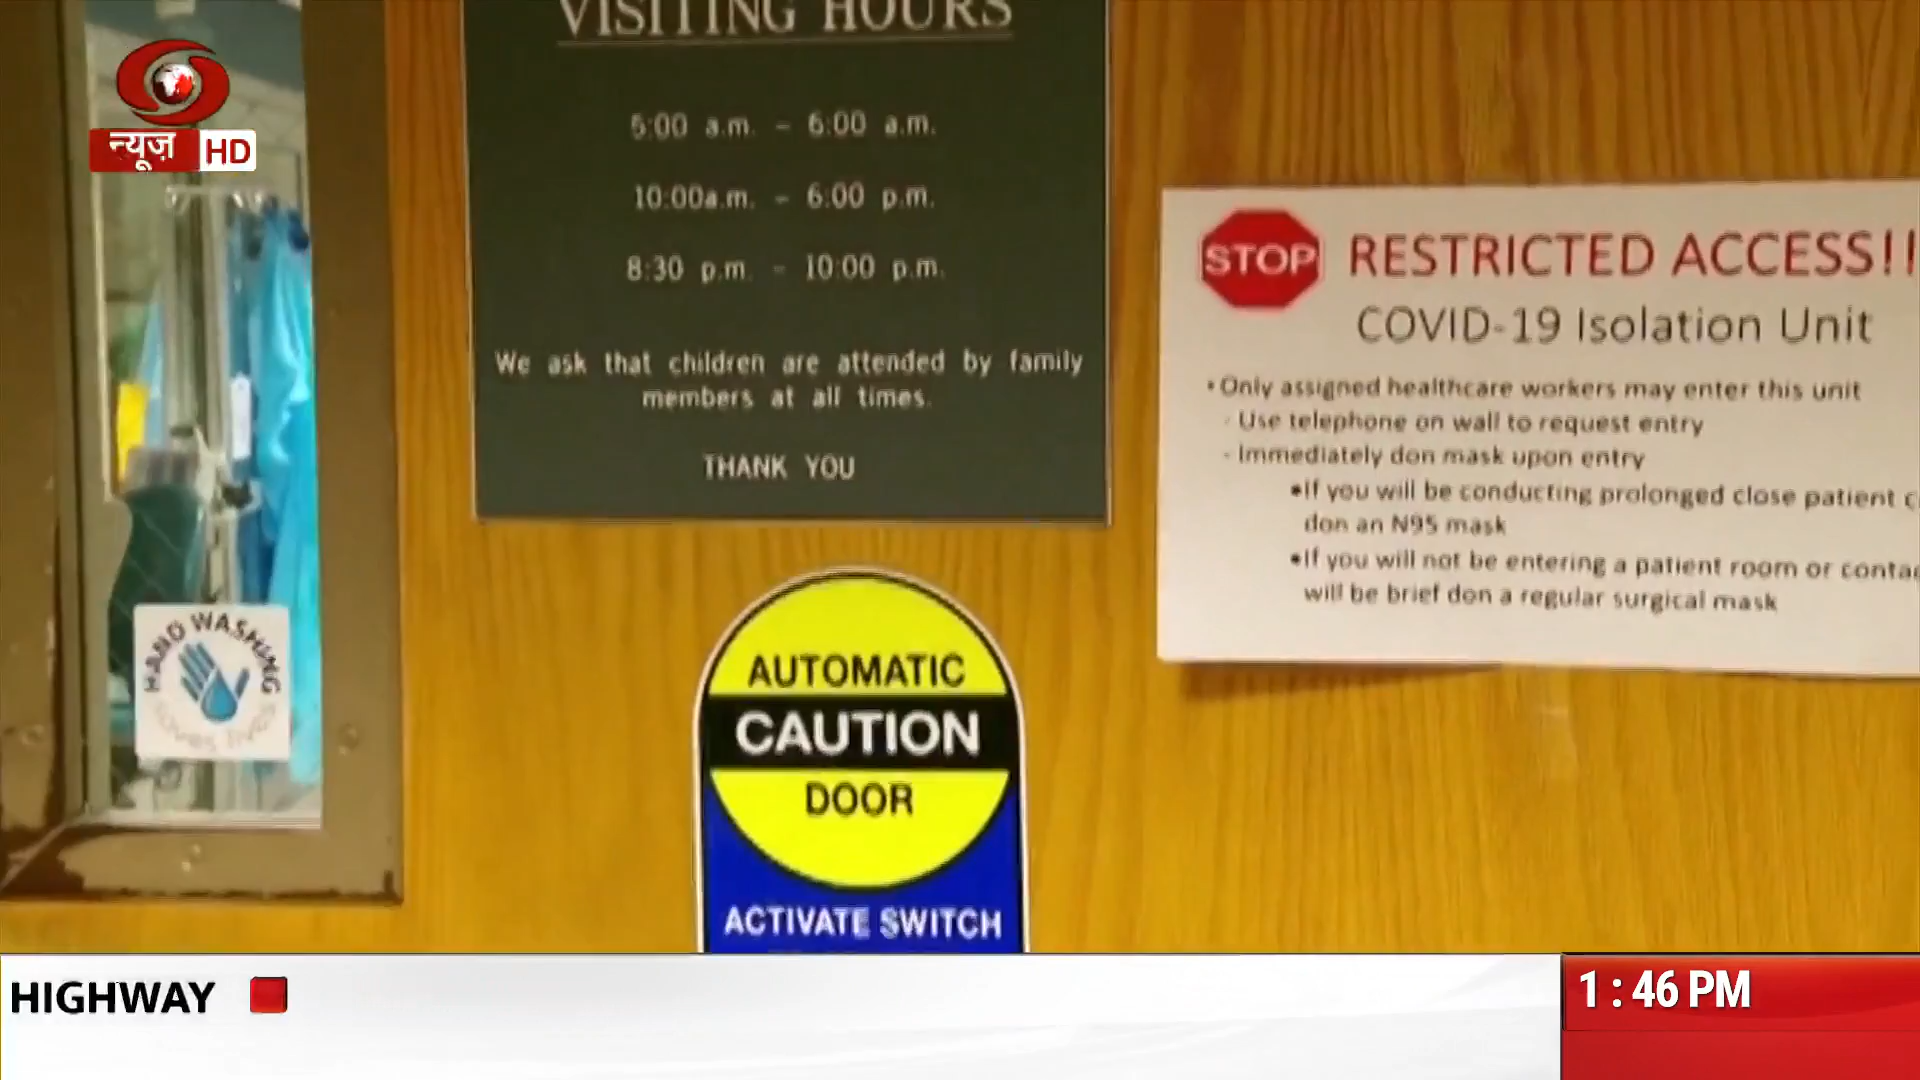 न्यूज़ HD
VISITING HOURS
5:00 a.m. - 6:00 a.m.
10:00a.m. - 6:00 p.m.
8:30 p.m. - 10:00 p.m.
We ask that children are attended by family
members at all times.
THANK YOU
STOP
RESTRICTED ACCESS!!
COVID-19 Isolation Unit
• Only assigned healthcare workers may enter this unit
- Use telephone on wall to request entry
- Immediately don mask upon entry
•If you will be conducting prolonged close patient
don an N95 mask
•If you will not be entering a patient room or
will be brief don a regular surgical mask
HAND WASHING
AUTOMATIC
CAUTION
DOOR
ACTIVATE SWITCH
HIGHWAY
1 : 46 PM